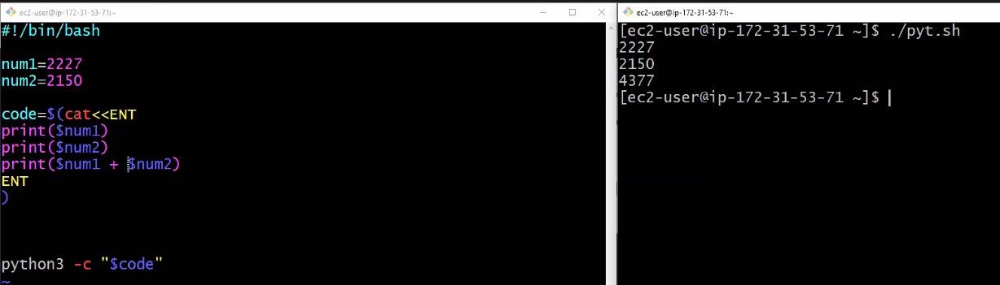 ec2-user@ip-172-31-53-71:~
#!/bin/bash
num1=2227
num2=2150
code=$(cat<<ENT
print($num1)
print($num2)
print($num1 + $num2)
ENT
)
python3 -c "$code"
~
ec2-user@ip-172-31-53-71:~
[ec2-user@ip-172-31-53-71 ~]$ ./pyt.sh
2227
2150
4377
[ec2-user@ip-172-31-53-71 ~]$